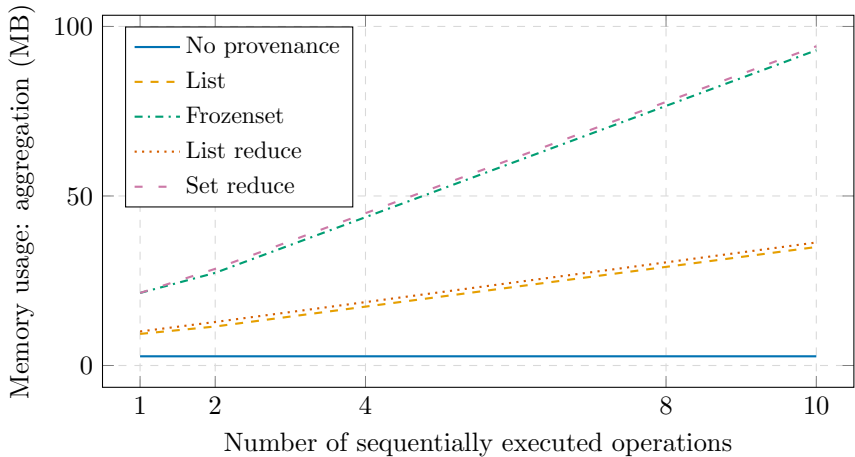 Memory usage: aggregation (MB)
100
50
0
No provenance
List
Frozenset
List reduce
Set reduce
1 2 4 8 10
Number of sequentially executed operations